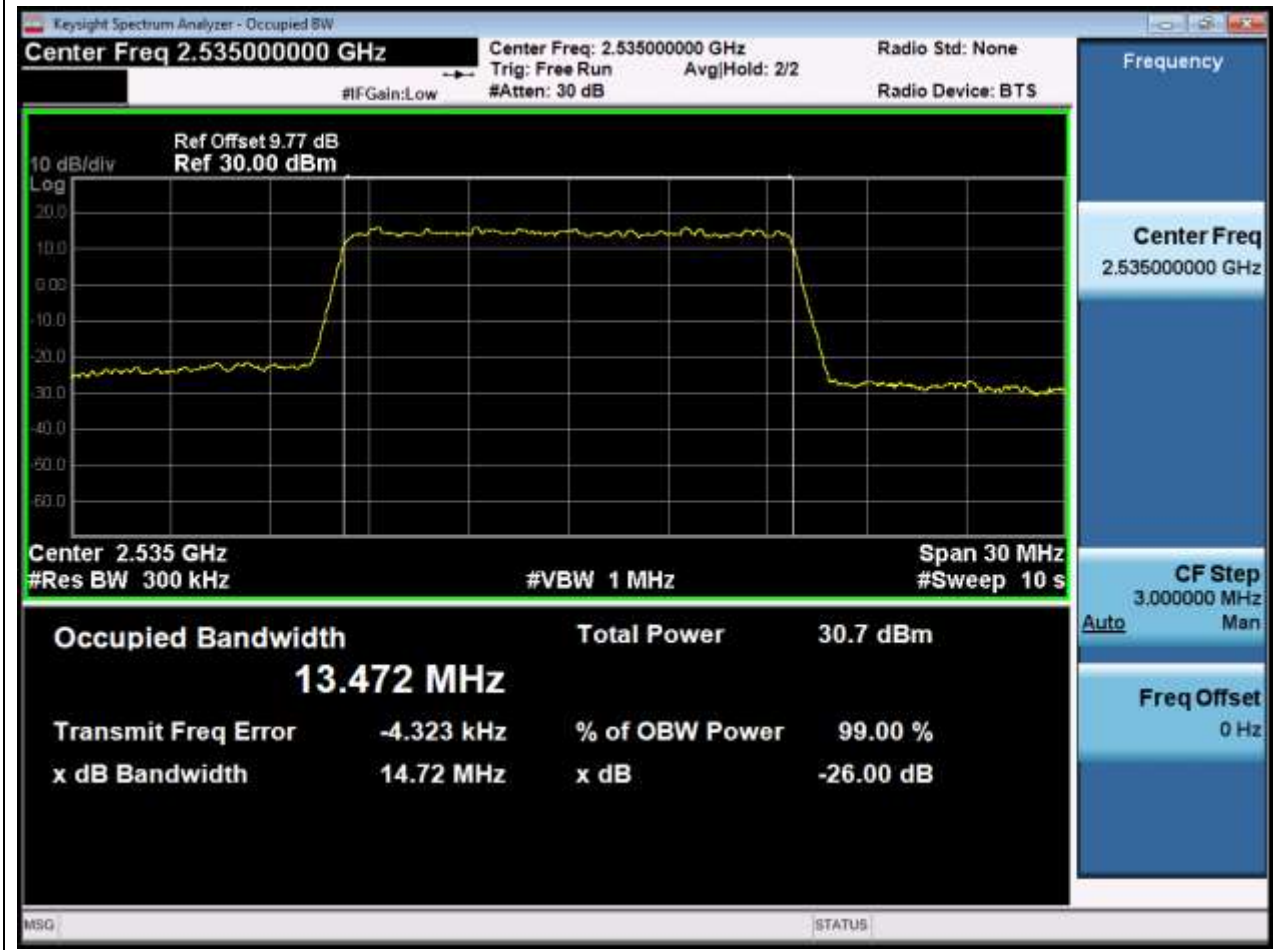 Keysight Spectrum Analyzer - Occupied BW
Center Freq 2.535000000 GHz
#IFGain:Low
Center Freq: 2.535000000 GHz
Trig: Free Run Avg|Hold: 2/2
#Atten: 30 dB
Radio Std: None
Radio Device: BTS
Frequency
Ref Offset 9.77 dB
10 dB/div Ref 30.00 dBm
Log
20.0
10.0
0.00
-10.0
-20.0
-30.0
-40.0
-50.0
-60.0
Center 2.535 GHz Span 30 MHz
#Res BW 300 kHz #VBW 1 MHz #Sweep 10 s
Center Freq
2.535000000 GHz
CF Step
3.000000 MHz
Auto Man
Freq Offset
0 Hz
Occupied Bandwidth Total Power 30.7 dBm
13.472 MHz
Transmit Freq Error -4.323 kHz % of OBW Power 99.00 %
x dB Bandwidth 14.72 MHz x dB -26.00 dB
MSG STATUS